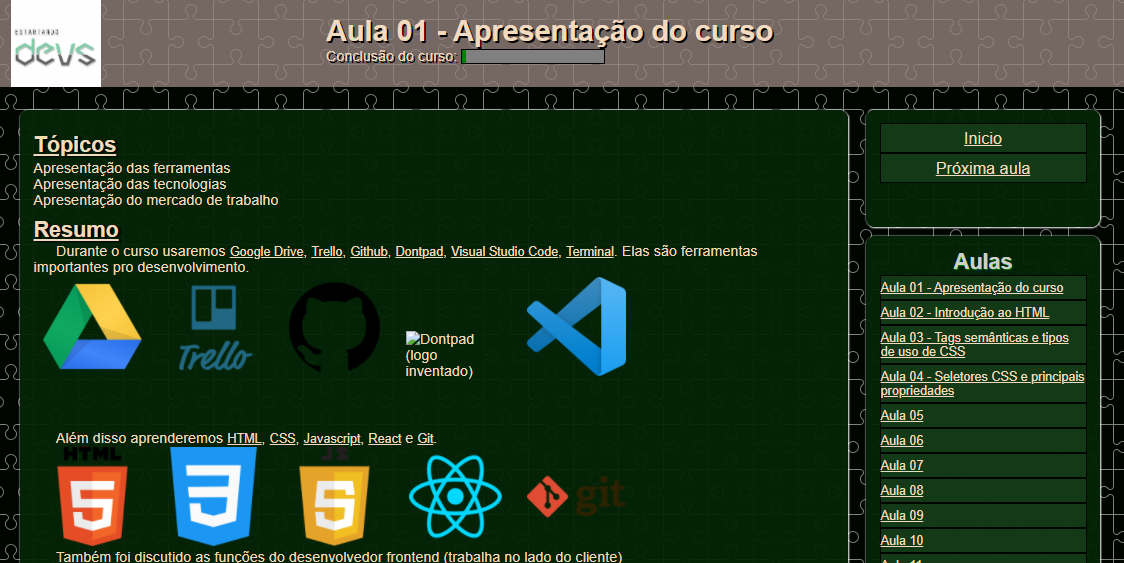 ESTARTANDO
devs
Aula 01 - Apresentação do curso
Conclusão do curso:
Tópicos
Apresentação das ferramentas
Apresentação das tecnologias
Apresentação do mercado de trabalho
Resumo
Durante o curso usaremos Google Drive, Trello, Github, Dontpad, Visual Studio Code, Terminal. Elas são ferramentas
importantes pro desenvolvimento.
Trello
Dontpad
(logo
inventado)
Além disso aprenderemos HTML, CSS, Javascript, React e Git.
HTML
JS
git
Também foi discutido as funções do desenvolvedor frontend (trabalha no lado do cliente)
Inicio
Próxima aula
Aulas
Aula 01 - Apresentação do curso
Aula 02 - Introdução ao HTML
Aula 03 - Tags semânticas e tipos
de uso de CSS
Aula 04 - Seletores CSS e principais
propriedades
Aula 05
Aula 06
Aula 07
Aula 08
Aula 09
Aula 10
Aula 11